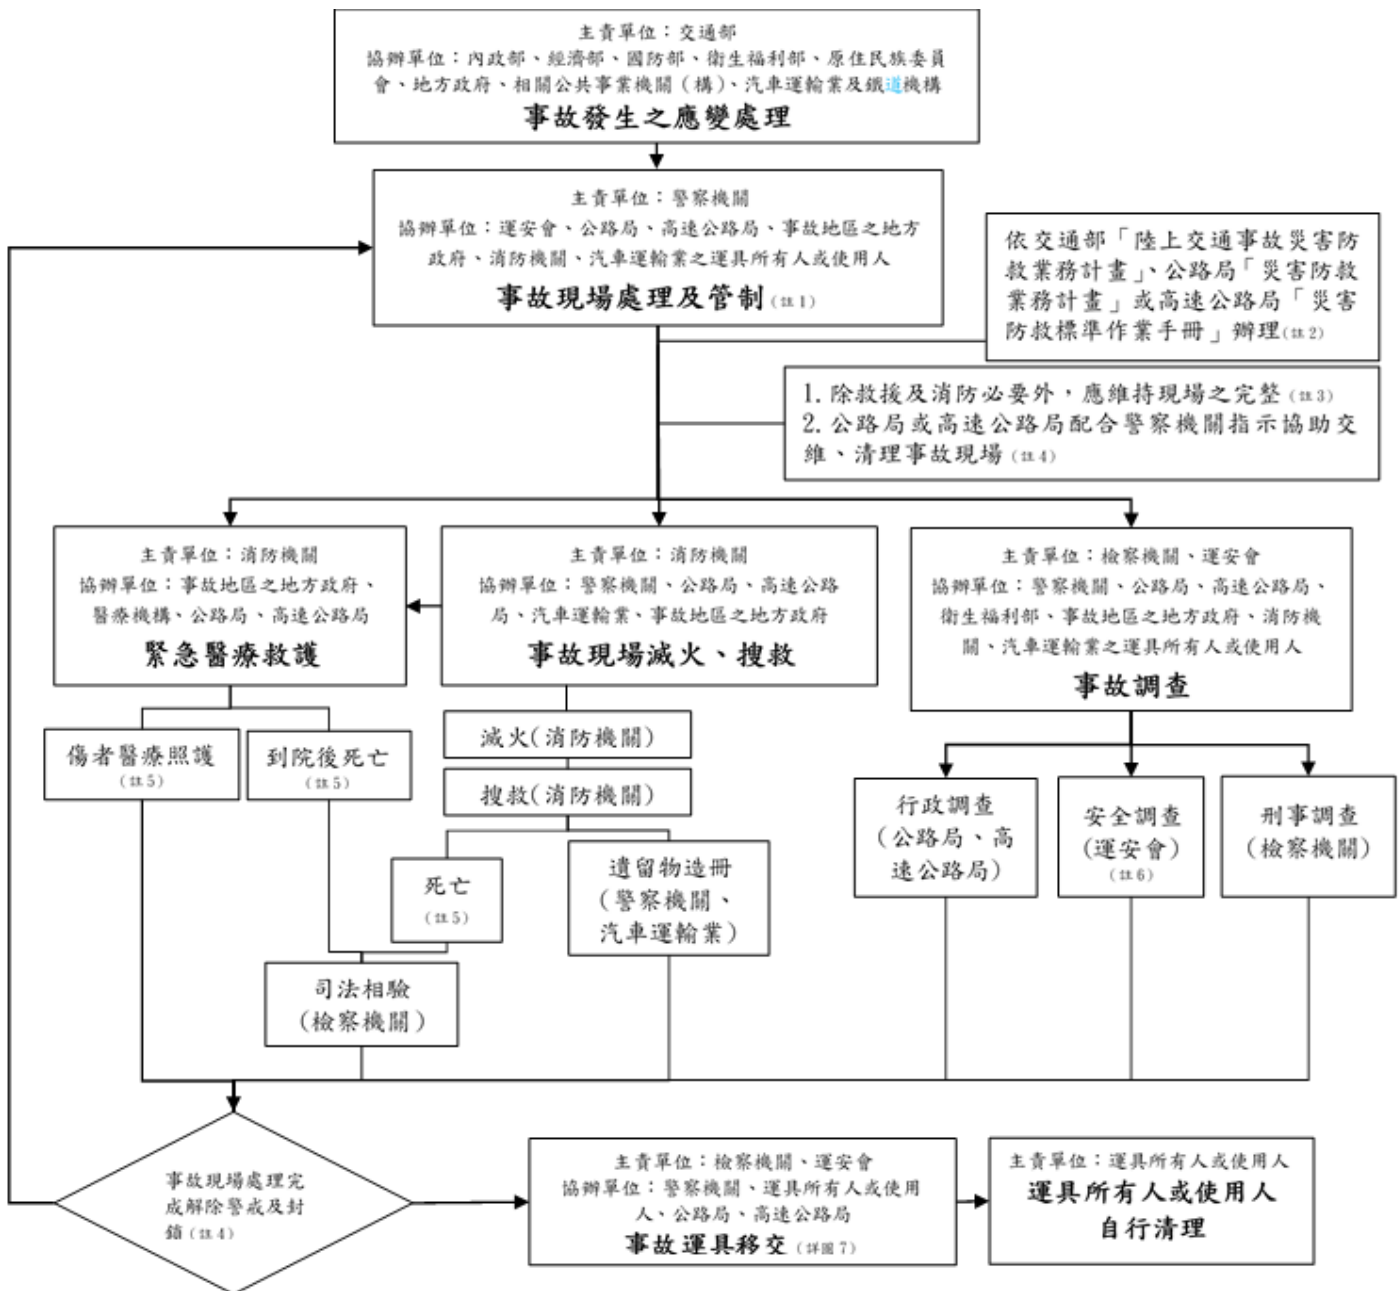 主責單位：交通部
協辦單位：內政部、經濟部、國防部、衛生福利部、原住民族委員
會、地方政府、相關公共事業機關（構）、汽車運輸業及鐵道機構
事故發生之應變處理
主責單位：警察機關
協辦單位：運安會、公路局、高速公路局、事故地區之地方
政府、消防機關、汽車運輸業之運具所有人或使用人
事故現場處理及管制(註1)
依交通部「陸上交通事故災害防
救業務計畫」、公路局「災害防救
業務計畫」或高速公路局「災害
防救標準作業手冊」辦理(註2)
1. 除救援及消防必要外，應維持現場之完整(註3)
2. 公路局或高速公路局配合警察機關指示協助交
維、清理事故現場(註4)
主責單位：消防機關
協辦單位：事故地區之地方政府、
醫療機構、公路局、高速公路局
緊急醫療救護
主責單位：消防機關
協辦單位：警察機關、公路局、高速公路
局、汽車運輸業、事故地區之地方政府
事故現場滅火、搜救
主責單位：檢察機關、運安會
協辦單位：警察機關、公路局、高速公路局、
衛生福利部、事故地區之地方政府、消防機
關、汽車運輸業之運具所有人或使用人
事故調查
傷者醫療照護
(註5)
到院後死亡
(註5)
滅火(消防機關)
搜救(消防機關)
死亡
(註5)
遺留物造冊
(警察機關、
汽車運輸業)
司法相驗
(檢察機關)
行政調查
(公路局、高
速公路局)
安全調查
(運安會)
(註6)
刑事調查
(檢察機關)
事故現場處理完
成解除警戒及封
鎖(註4)
主責單位：檢察機關、運安會
協辦單位：警察機關、運具所有人或使用
人、公路局、高速公路局
事故運具移交(詳圖7)
主責單位：運具所有人或使用人
運具所有人或使用人
自行清理